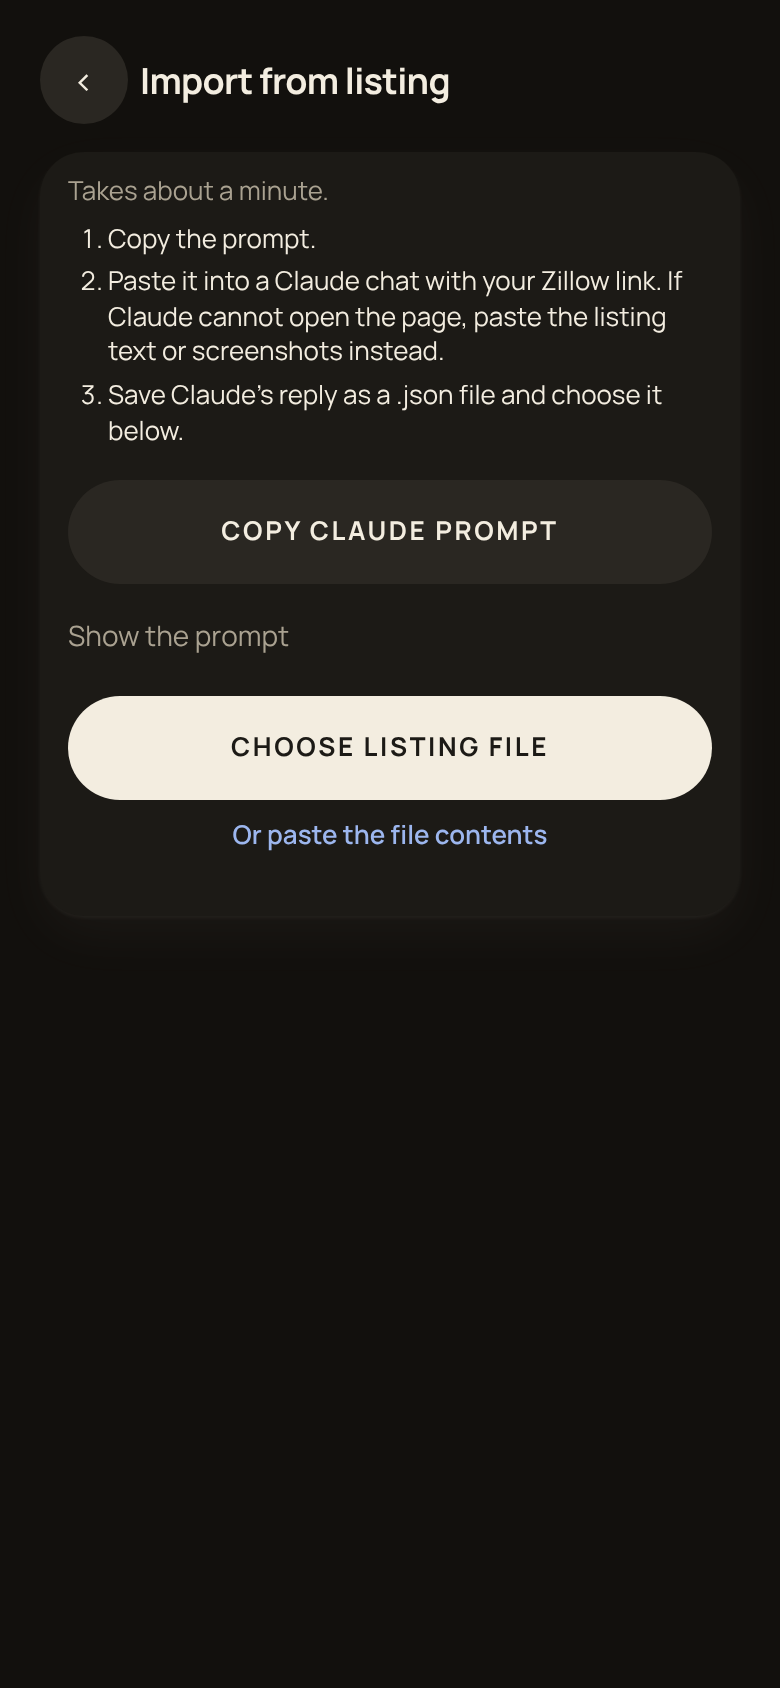 Import from listing
Takes about a minute.
1. Copy the prompt.
2. Paste it into a Claude chat with your Zillow link. If
Claude cannot open the page, paste the listing
text or screenshots instead.
3. Save Claude’s reply as a .json file and choose it
below.
COPY CLAUDE PROMPT
Show the prompt
CHOOSE LISTING FILE
Or paste the file contents